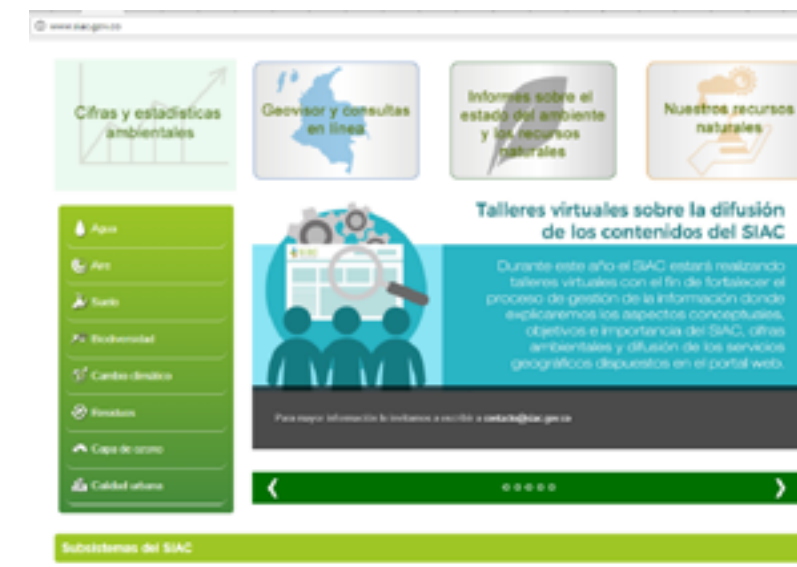 www.siac.gov.co
Cifras y estadísticas
ambientales
Geovisor y consultas
en línea
Informes sobre el
estado del ambiente
y los recursos
naturales
Nuestros recursos
naturales
Agua
Aire
Suelo
Biodiversidad
Cambio climático
Residuos
Capa de ozono
Calidad urbana
Talleres virtuales sobre la difusión
de los contenidos del SIAC
Durante este año el SIAC estará realizando
talleres virtuales con el fin de fortalecer el
proceso de gestión de la información donde
explicaremos los aspectos conceptuales,
objetivos e importancia del SIAC, cifras
ambientales y difusión de los servicios
geográficos dispuestos en el portal web.
Para mayor información lo invitamos a escribir a contacto@siac.gov.co
Subsistemas del SIAC